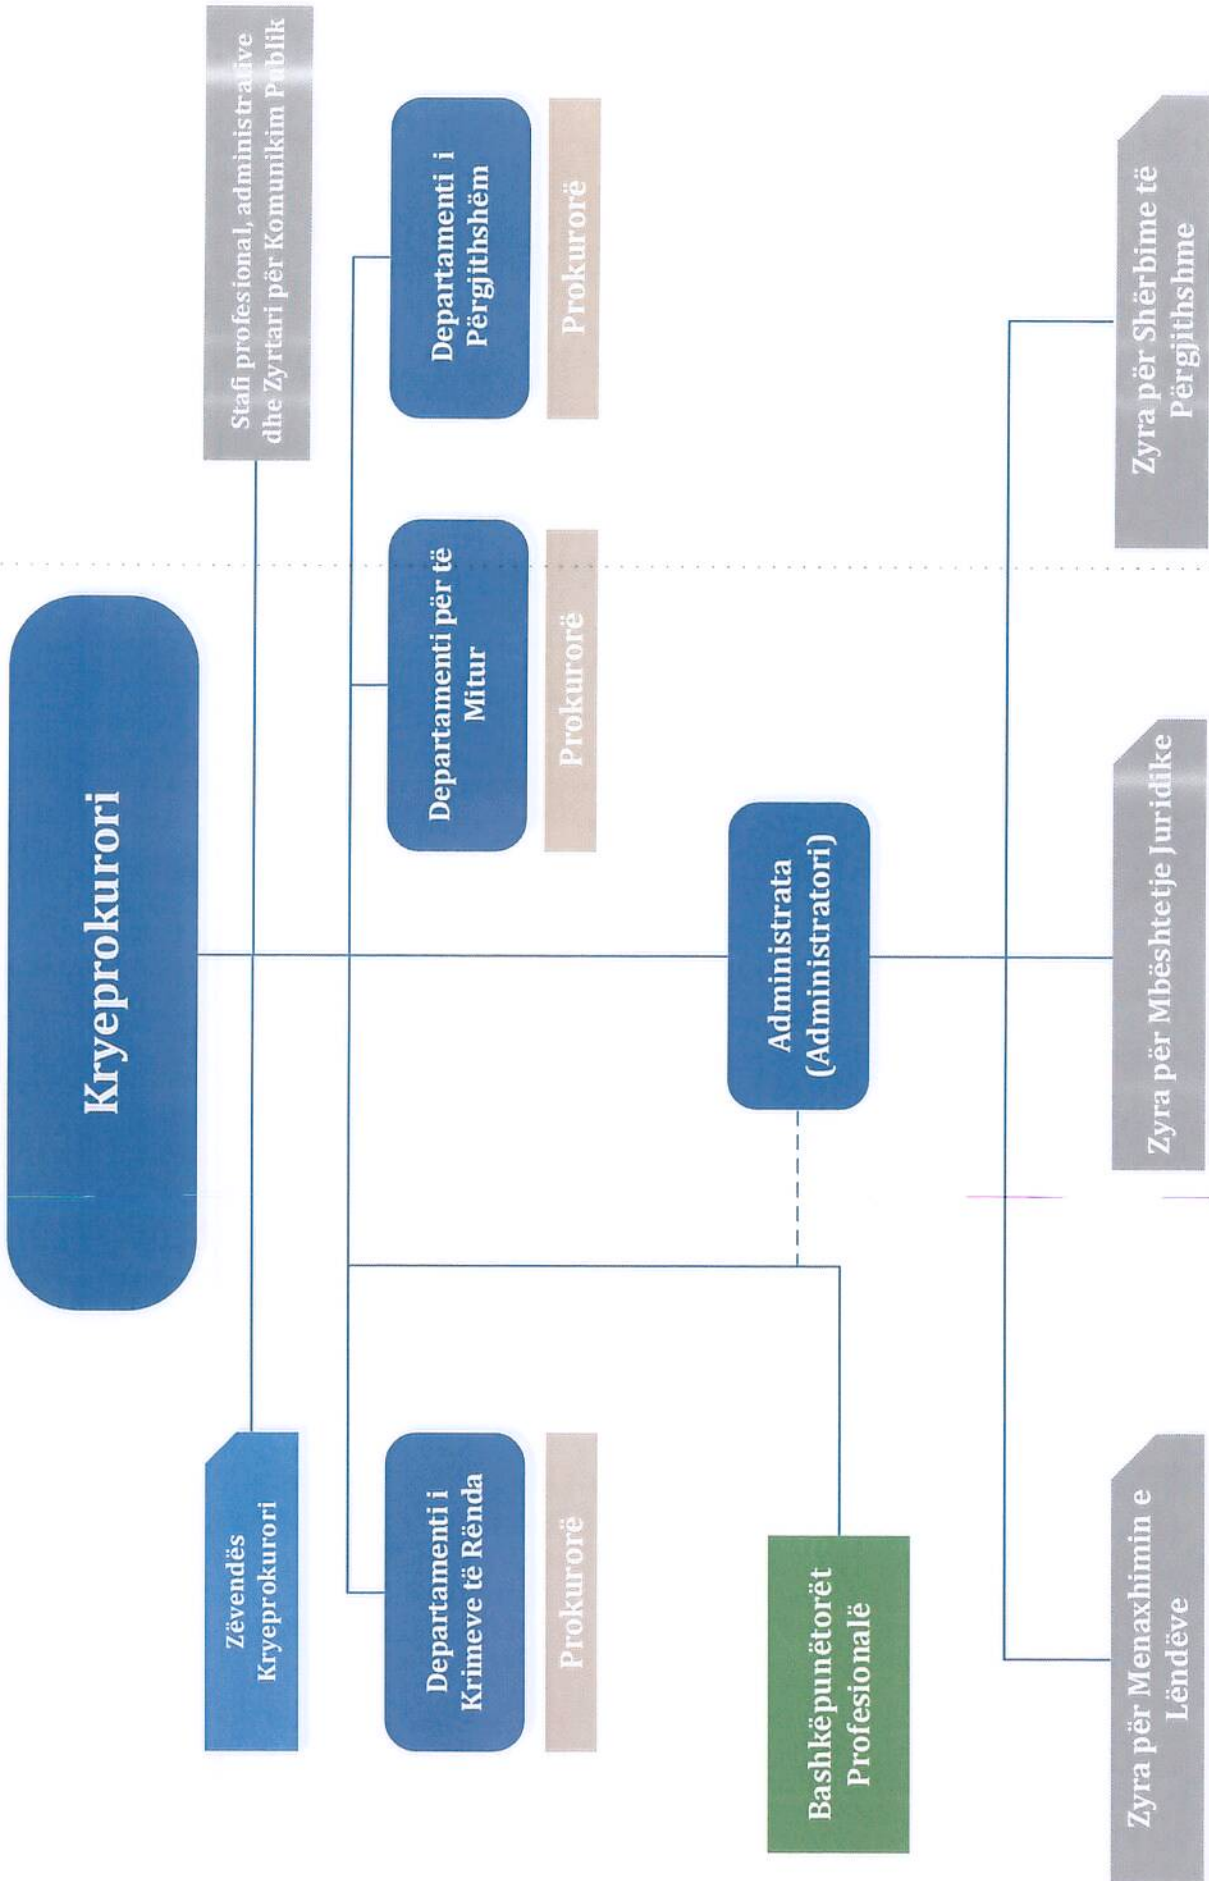 Kryeprokurori
Zëvendës
Kryeprokurori
Stafi profesional, administrative
dhe Zyrtari për Komunikim Publik
Departamenti i
Krimeve të Rënda
Departamenti për të
Mitur
Departamenti i
Përgjithshëm
Prokurorë
Prokurorë
Prokurorë
Bashkëpunëtorët
Profesionalë
Administrata
(Administratori)
Zyra për Menaxhimin e
Lëndëve
Zyra për Mbështetje Juridike
Zyra për Shërbime të
Përgjithshme